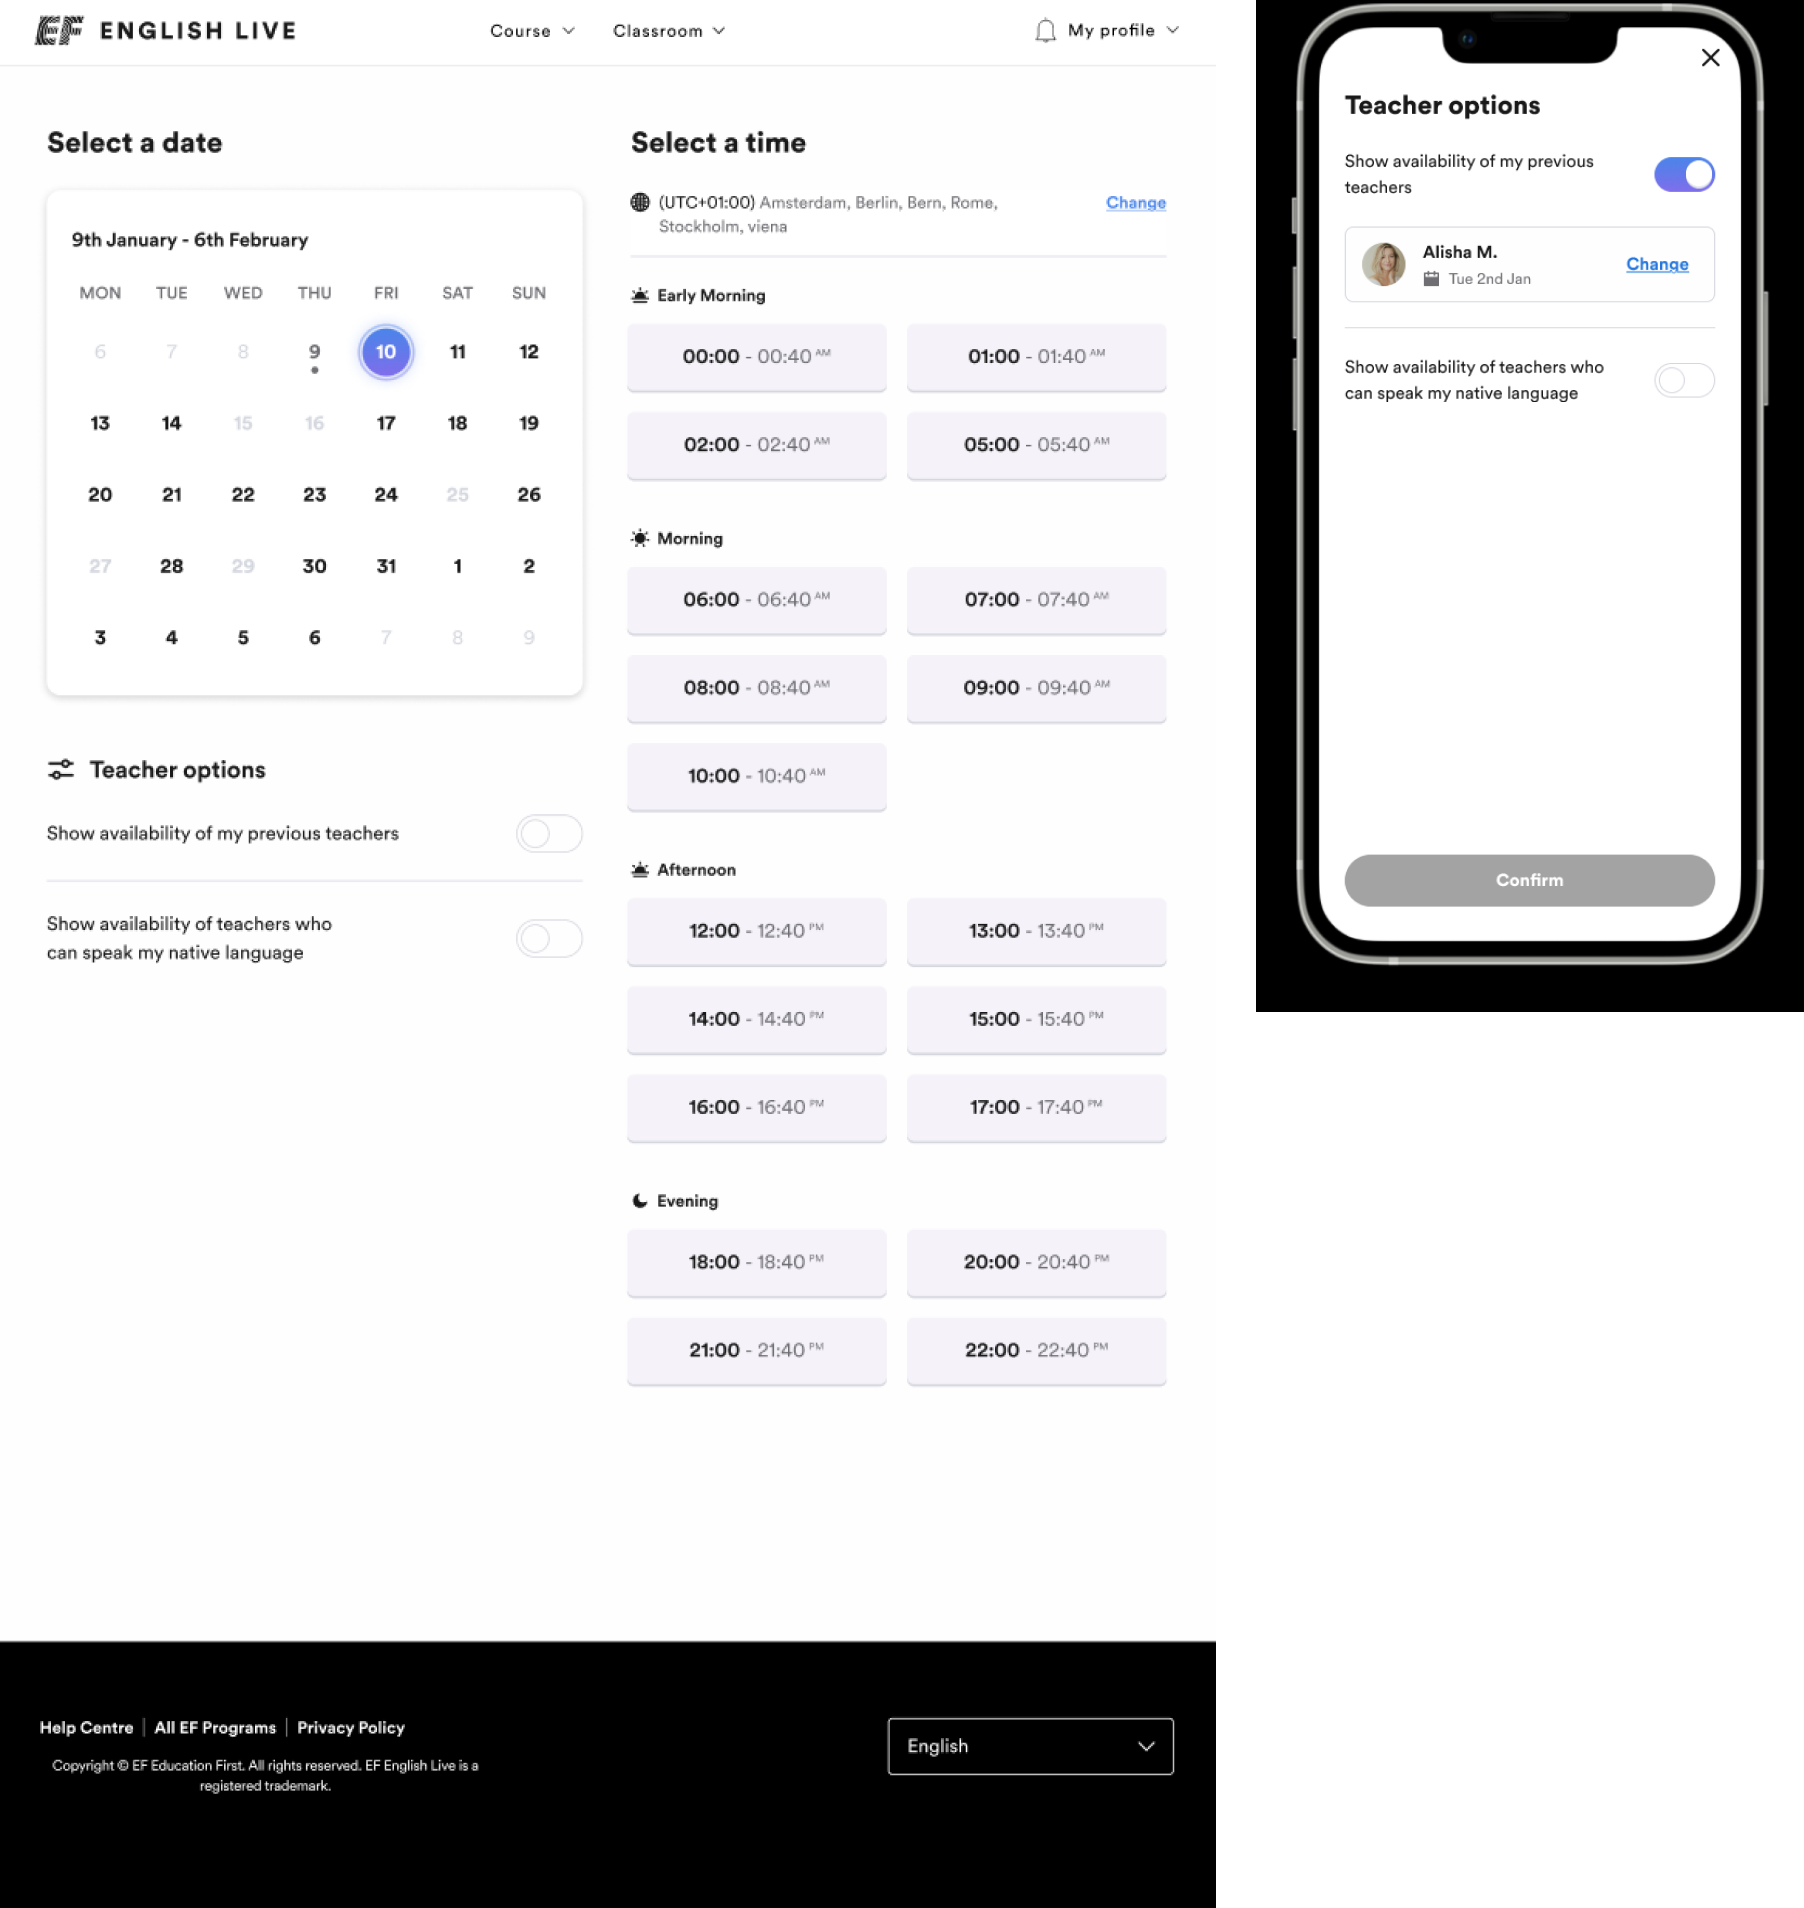 EF ENGLISH LIVE
Course
Classroom
My profile
Select a date
9th January - 6th February
MON TUE WED THU FRI SAT SUN
6 7 8 9 10 11 12
13 14 15 16 17 18 19
20 21 22 23 24 25 26
27 28 29 30 31 1 2
3 4 5 6 7 8 9
Teacher options
Show availability of my previous teachers
Show availability of teachers who
can speak my native language
Select a time
(UTC+01:00) Amsterdam, Berlin, Bern, Rome,
Stockholm, viena
Change
Early Morning
00:00 - 00:40 AM
01:00 - 01:40 AM
02:00 - 02:40 AM
05:00 - 05:40 AM
Morning
06:00 - 06:40 AM
07:00 - 07:40 AM
08:00 - 08:40 AM
09:00 - 09:40 AM
10:00 - 10:40 AM
Afternoon
12:00 - 12:40 PM
13:00 - 13:40 PM
14:00 - 14:40 PM
15:00 - 15:40 PM
16:00 - 16:40 PM
17:00 - 17:40 PM
Evening
18:00 - 18:40 PM
20:00 - 20:40 PM
21:00 - 21:40 PM
22:00 - 22:40 PM
Help Centre | All EF Programs | Privacy Policy
Copyright © EF Education First. All rights reserved. EF English Live is a
registered trademark.
English
Teacher options
Show availability of my previous
teachers
Alisha M.
Tue 2nd Jan
Change
Show availability of teachers who
can speak my native language
Confirm